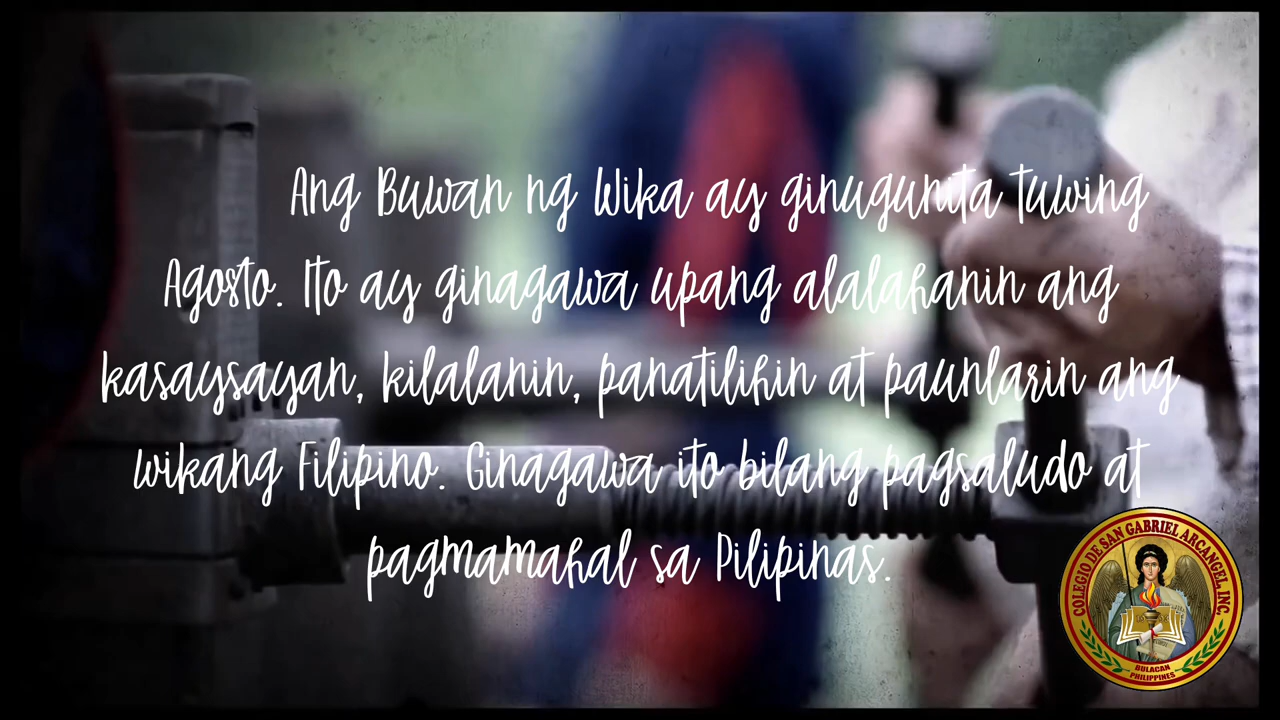 Ang Buwan ng Wika ay ginugunita tuwing
Agosto. Ito ay ginagawa upang alalahanin ang
kasaysayan, kilalanin, panatilihin at paunlarin ang
wikang Filipino. Ginagawa ito bilang pagsaludo at
pagmamahal sa Pilipinas.
COLEGIO DE SAN GABRIEL ARCANGEL, INC.
BULACAN
PHILIPPINES